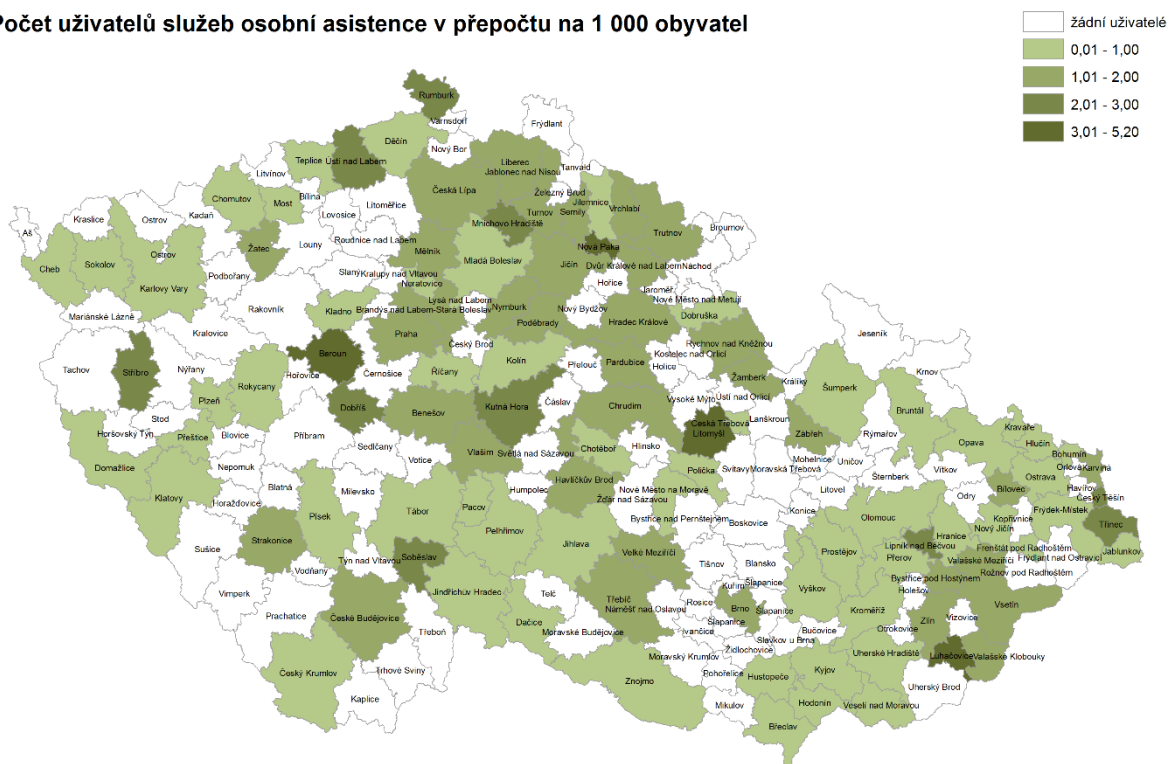 Počet uživatelů služeb osobní asistence v přepočtu na 1 000 obyvatel
žádní uživatelé
0,01 - 1,00
1,01 - 2,00
2,01 - 3,00
3,01 - 5,20
Rumburk
Varnsdorf
Frýdlant
Děčín
Nový Bor
Teplice
Ústí nad Labem
Liberec
Jablonec nad Nisou
Tanvald
Litvínov
Bílina
Česká Lípa
Železný Brod
Jilemnice
Vrchlabí
Chomutov
Most
Litoměřice
Lovosice
Turnov
Semily
Kraslice
Ostrov
Kadaň
Mnichovo Hradiště
Trutnov
Broumov
Aš
Louny
Roudnice nad Labem
Žatec
Mělník
Nová Paka
Cheb
Sokolov
Ostrov
Mladá Boleslav
Jičín
Dvůr Králové nad Labem
Náchod
Podbořany
Slaný
Kralupy nad Vltavou
Neratovice
Hořice
Jaroměř
Karlovy Vary
Lysá nad Labem
Nové Město nad Metují
Rakovník
Kladno
Brandýs nad Labem-Stará Boleslav
Nymburk
Nový Bydžov
Dobruška
Mariánské Lázně
Kralovice
Praha
Poděbrady
Hradec Králové
Jeseník
Český Brod
Rychnov nad Kněžnou
Beroun
Kolín
Kostelec nad Orlicí
Tachov
Stříbro
Nýřany
Hořovice
Černošice
Říčany
Přelouč
Pardubice
Holice
Krnov
Rokycany
Žamberk
Králíky
Šumperk
Plzeň
Dobříš
Benešov
Kutná Hora
Čáslav
Chrudim
Vysoké Mýto
Ústí nad Orlicí
Bruntál
Stod
Horšovský Týn
Přeštice
Blovice
Příbram
Česká Třebová
Lanškroun
Litomyšl
Zábřeh
Rýmařov
Kravaře
Hlučín
Opava
Sedlčany
Votice
Vlašim
Světlá nad Sázavou
Chotěboř
Hlinsko
Bohumín
Domažlice
Nepomuk
Polička
Svitavy
Moravská Třebová
Mohelnice
Uničov
Vítkov
Orlová
Karviná
Klatovy
Horažďovice
Blatná
Milevsko
Humpolec
Havlíčkův Brod
Šternberk
Ostrava
Havířov
Český Těšín
Písek
Tábor
Pacov
Nové Město na Moravě
Žďár nad Sázavou
Litovel
Odry
Bílovec
Frýdek-Místek
Konice
Olomouc
Kopřivnice
Třinec
Strakonice
Pelhřimov
Bystřice nad Pernštejnem
Boskovice
Nový Jičín
Sušice
Jihlava
Hranice
Soběslav
Velké Meziříčí
Prostějov
Lipník nad Bečvou
Frenštát pod Radhoštěm
Jablunkov
Vodňany
Týn nad Vltavou
Tišnov
Blansko
Přerov
Valašské Meziříčí
Frýdlant nad Ostravicí
Rožnov pod Radhoštěm
Vimperk
Jindřichův Hradec
Telč
Třebíč
Kuřim
Šlapanice
Vyškov
Bystřice pod Hostýnem
Holešov
Prachatice
České Budějovice
Náměšť nad Oslavou
Rosice
Brno
Šlapanice
Kroměříž
Vsetín
Třeboň
Dačice
Moravské Budějovice
Ivančice
Šlapanice
Bučovice
Otrokovice
Zlín
Vizovice
Slavkov u Brna
Český Krumlov
Trhové Sviny
Moravský Krumlov
Židlochovice
Uherské Hradiště
Luhačovice
Valašské Klobouky
Kaplice
Znojmo
Pohořelice
Hustopeče
Kyjov
Uherský Brod
Mikulov
Hodonín
Veselí nad Moravou
Břeclav